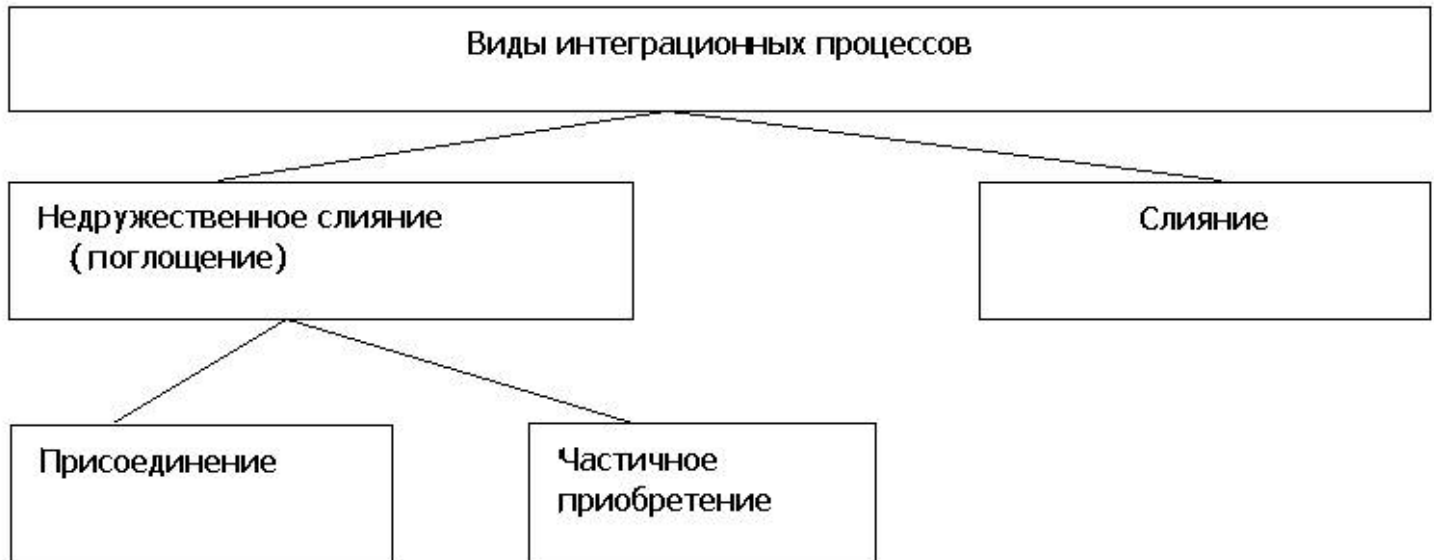 Виды интеграционных процессов
Недружественное слияние
(поглощение)
Слияние
Присоединение
Частичное
приобретение